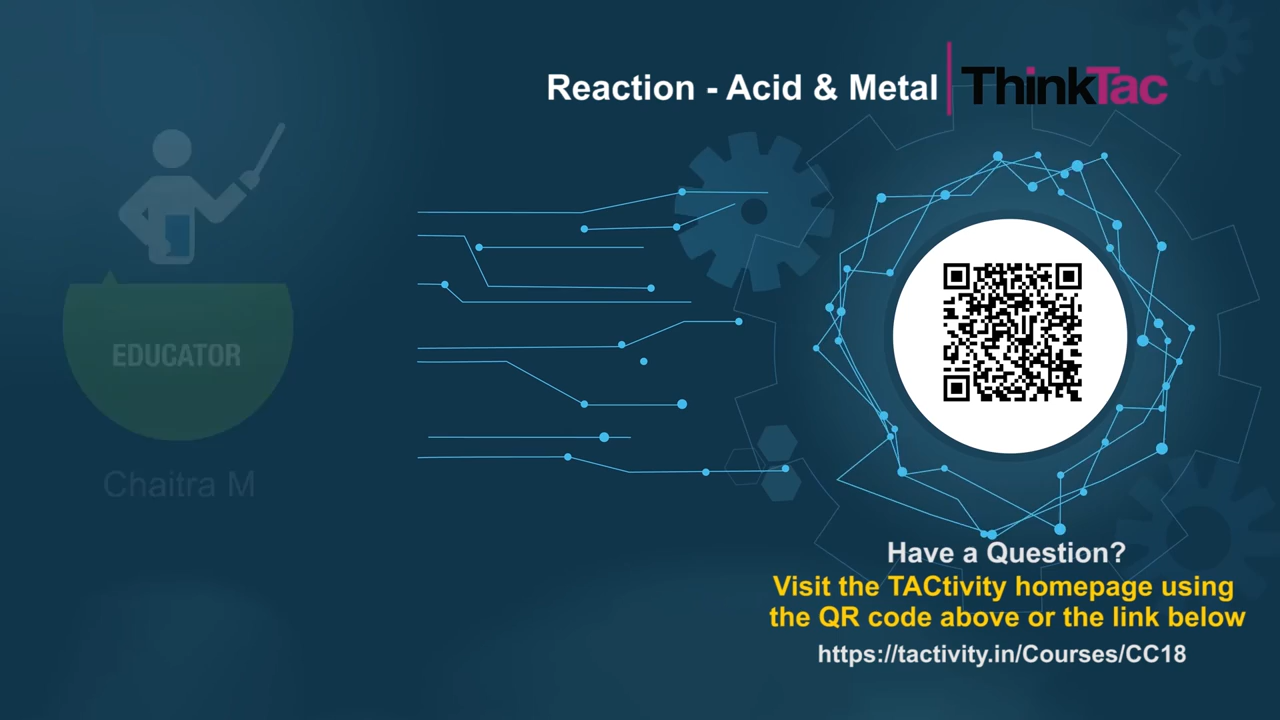 Reaction - Acid & Metal
ThinkTac
EDUCATOR
Chaitra M
Have a Question?
Visit the TACtivity homepage using
the QR code above or the link below
https://tactivity.in/Courses/CC18